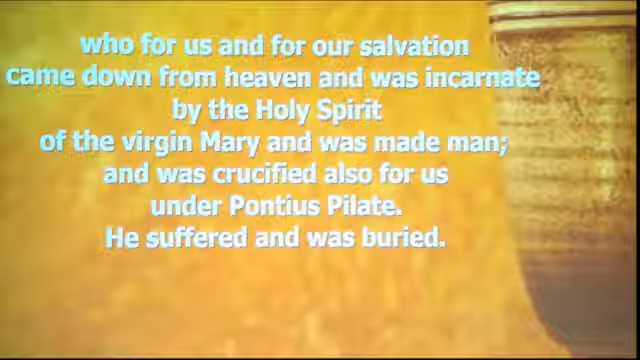 who for us and for our salvation
came down from heaven and was incarnate
by the Holy Spirit
of the virgin Mary and was made man;
and was crucified also for us
under Pontius Pilate.
He suffered and was buried.